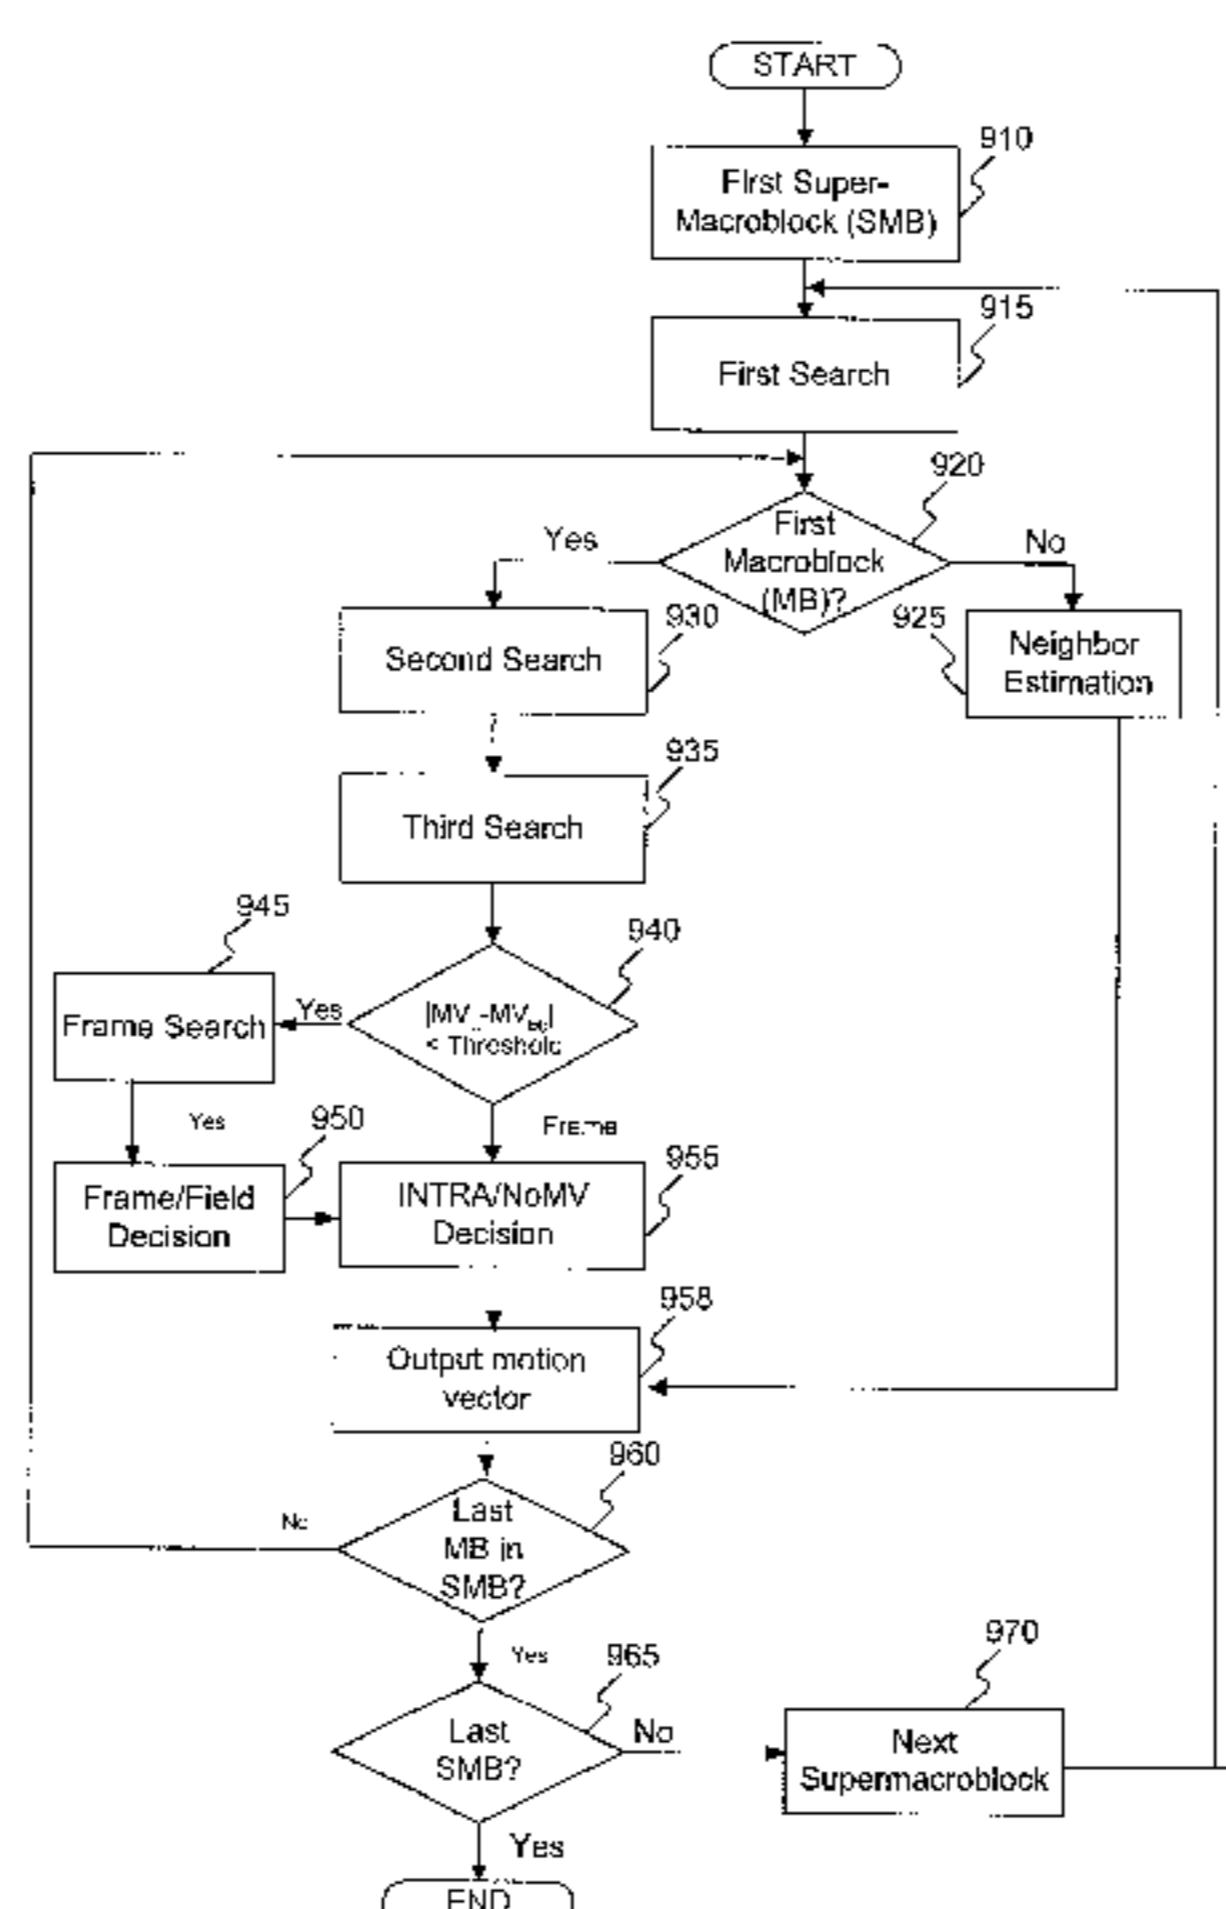 START
910
First Super-
Macroblock (SMB)
915
First Search
920
First
Macroblock
(MB)?
Yes
No
930
Second Search
925
Neighbor
Estimation
935
Third Search
945
940
Frame Search
Yes
< Threshold
Yes
Frame
950
955
Frame/Field
Decision
INTRA/NoMV
Decision
958
Output motion
vector
960
Last
MB in
SMB?
No
Yes
965
Last
SMB?
No
970
Next
Supermacroblock
Yes
END